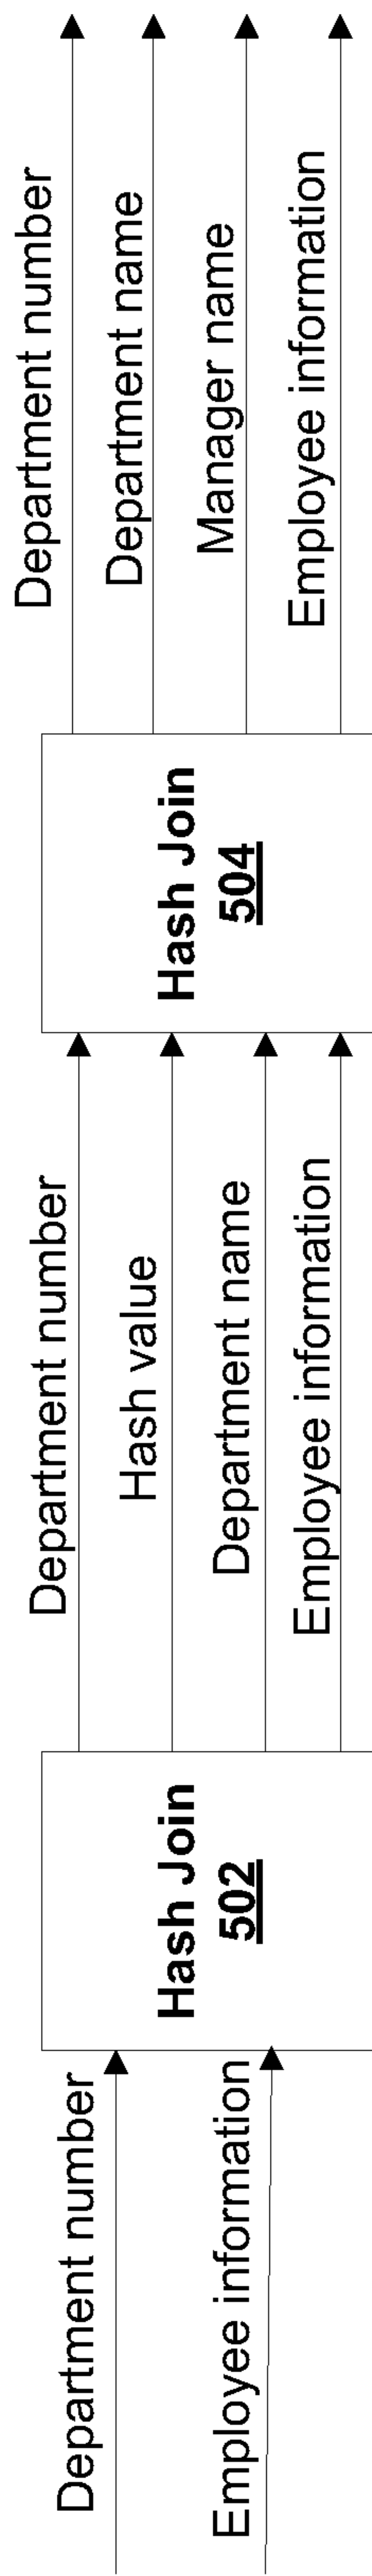 Department number
Employee information
Hash Join
502
Department number
Hash value
Department name
Employee information
Hash Join
504
Department number
Department name
Manager name
Employee information